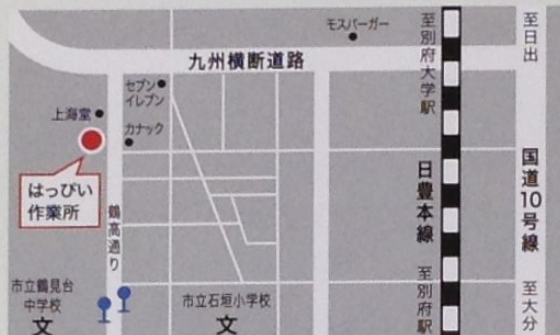 モスバーガー
至別府大学駅
至日出
九州横断道路
セブン
イレブン
上海堂
カナック
はっぴぃ
作業所
鶴高通り
日豊本線
国道10号線
市立鶴見台
中学校
文
市立石垣小学校
文
至別府駅
至大分